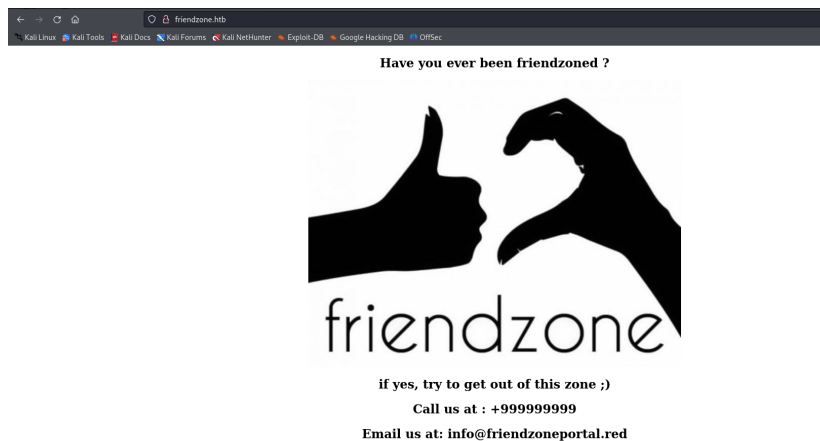 friendzone.htb
Kali Linux Kali Tools Kali Docs Kali Forums Kali NetHunter Exploit-DB Google Hacking DB OffSec
Have you ever been friendzoned ?
friendzone
if yes, try to get out of this zone ;)
Call us at : +999999999
Email us at: info@friendzoneportal.red